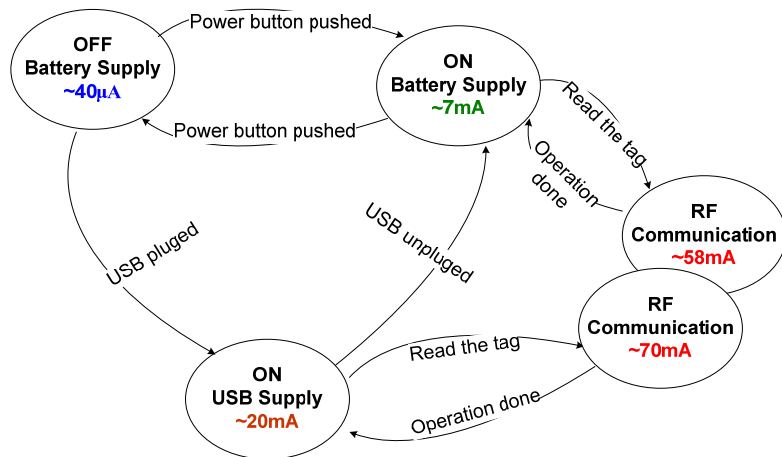 OFF
Battery Supply
~40µA
Power button pushed
ON
Battery Supply
~7mA
Power button pushed
Read the tag
Operation
done
RF
Communication
~58mA
USB pluged
USB unpluged
RF
Communication
~70mA
Read the tag
ON
USB Supply
~20mA
Operation done